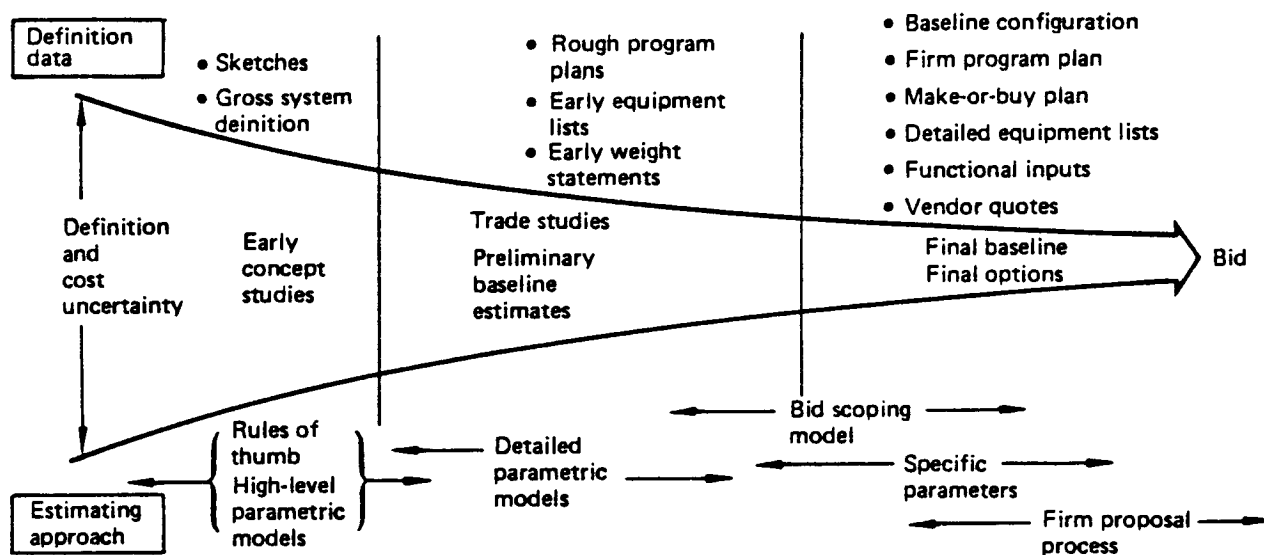 Definition
data
• Sketches
• Gross system
deinition
• Rough program
plans
• Early equipment
lists
• Early weight
statements
• Baseline configuration
• Firm program plan
• Make-or-buy plan
• Detailed equipment lists
• Functional inputs
• Vendor quotes
Definition
and
cost
uncertainty
Early
concept
studies
Trade studies
Preliminary
baseline
estimates
Final baseline
Final options
Bid
Estimating
approach
Rules of
thumb
High-level
parametric
models
Detailed
parametric
models
Bid scoping
model
Specific
parameters
Firm proposal
process